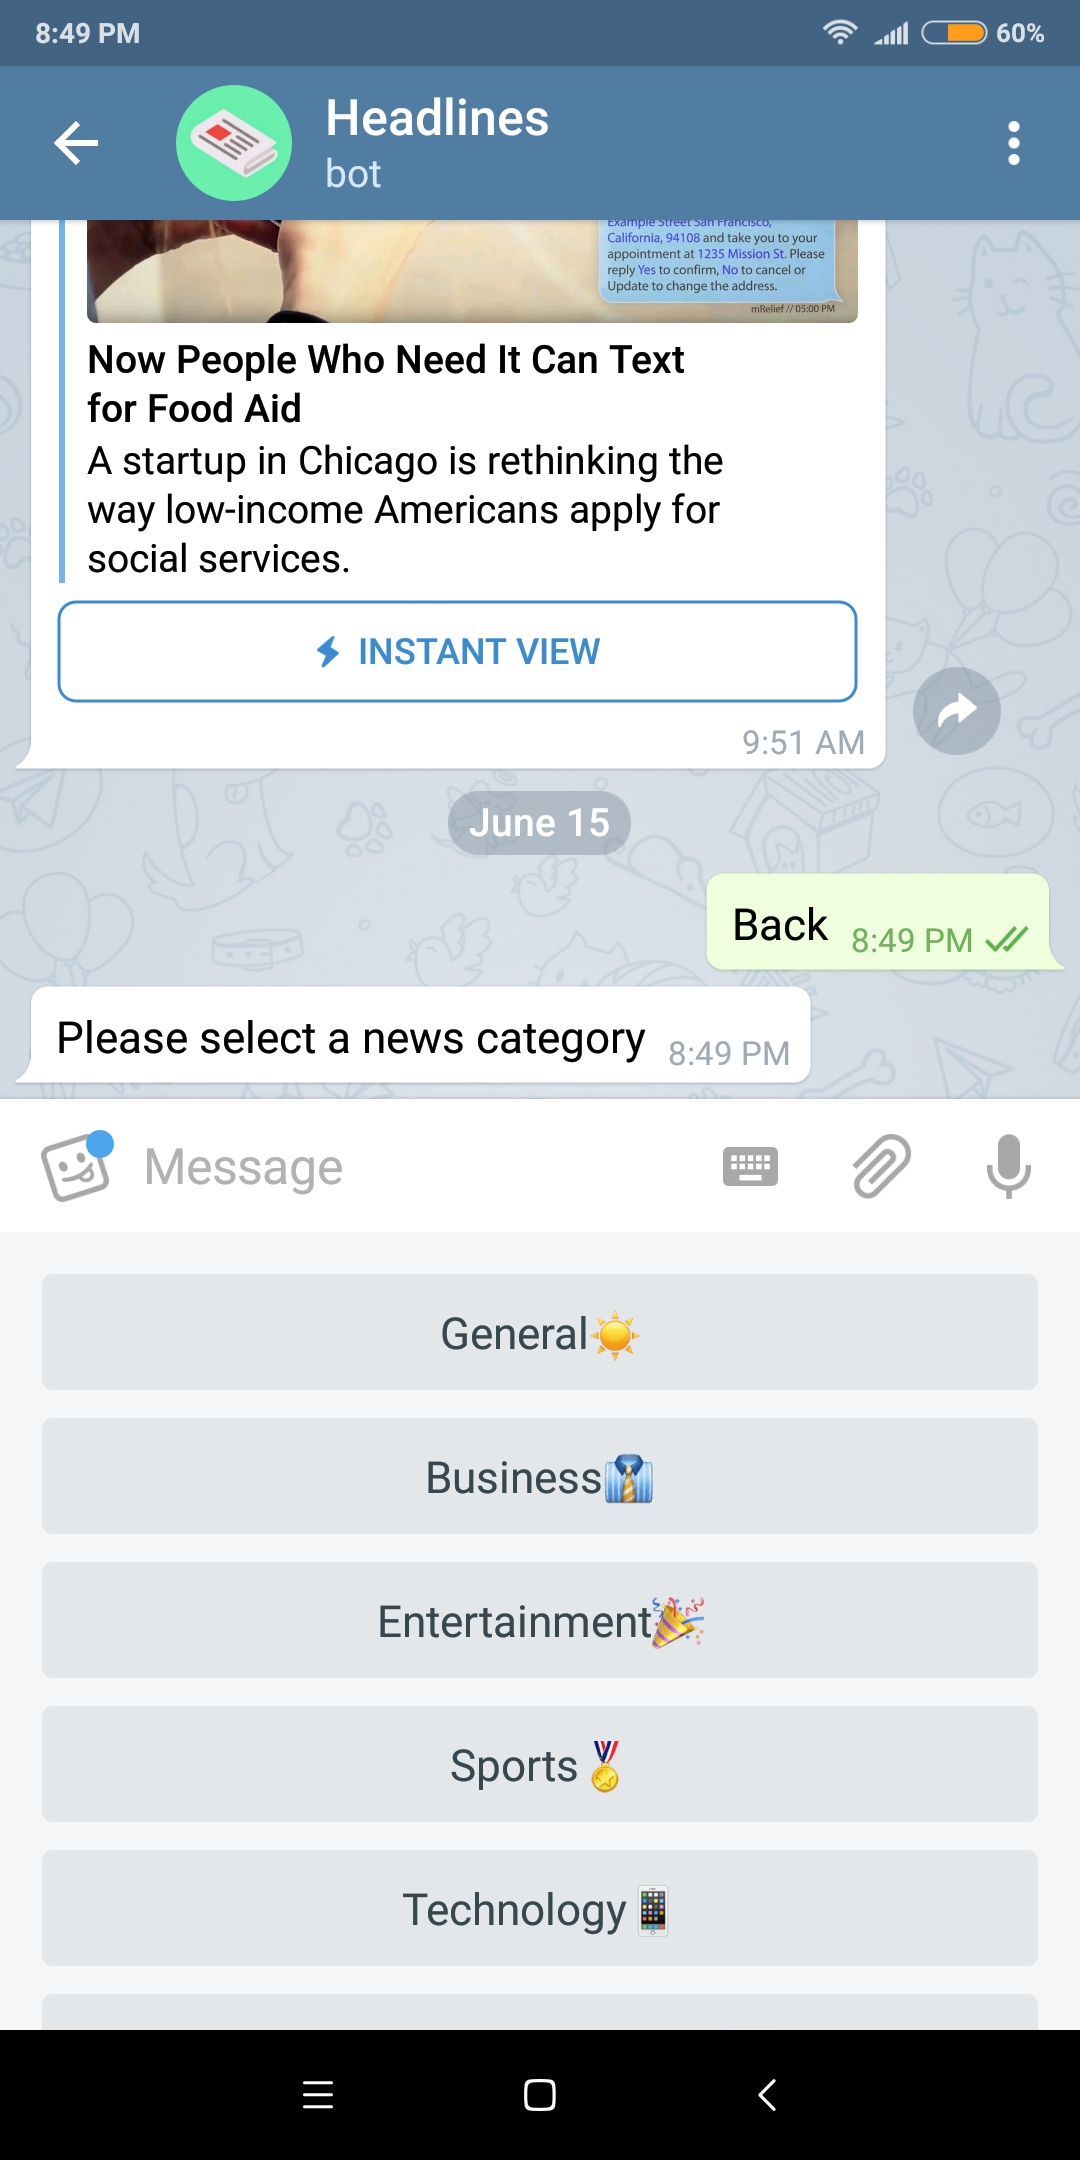 8:49 PM
60%
Headlines
bot
Example Street San Francisco,
California, 94108 and take you to your
appointment at 1235 Mission St. Please
reply Yes to confirm, No to cancel or
Update to change the address.
mRelief // 05:00 PM
Now People Who Need It Can Text
for Food Aid
A startup in Chicago is rethinking the
way low-income Americans apply for
social services.
INSTANT VIEW
9:51 AM
June 15
Back 8:49 PM
Please select a news category 8:49 PM
Message
General
Business
Entertainment
Sports
Technology